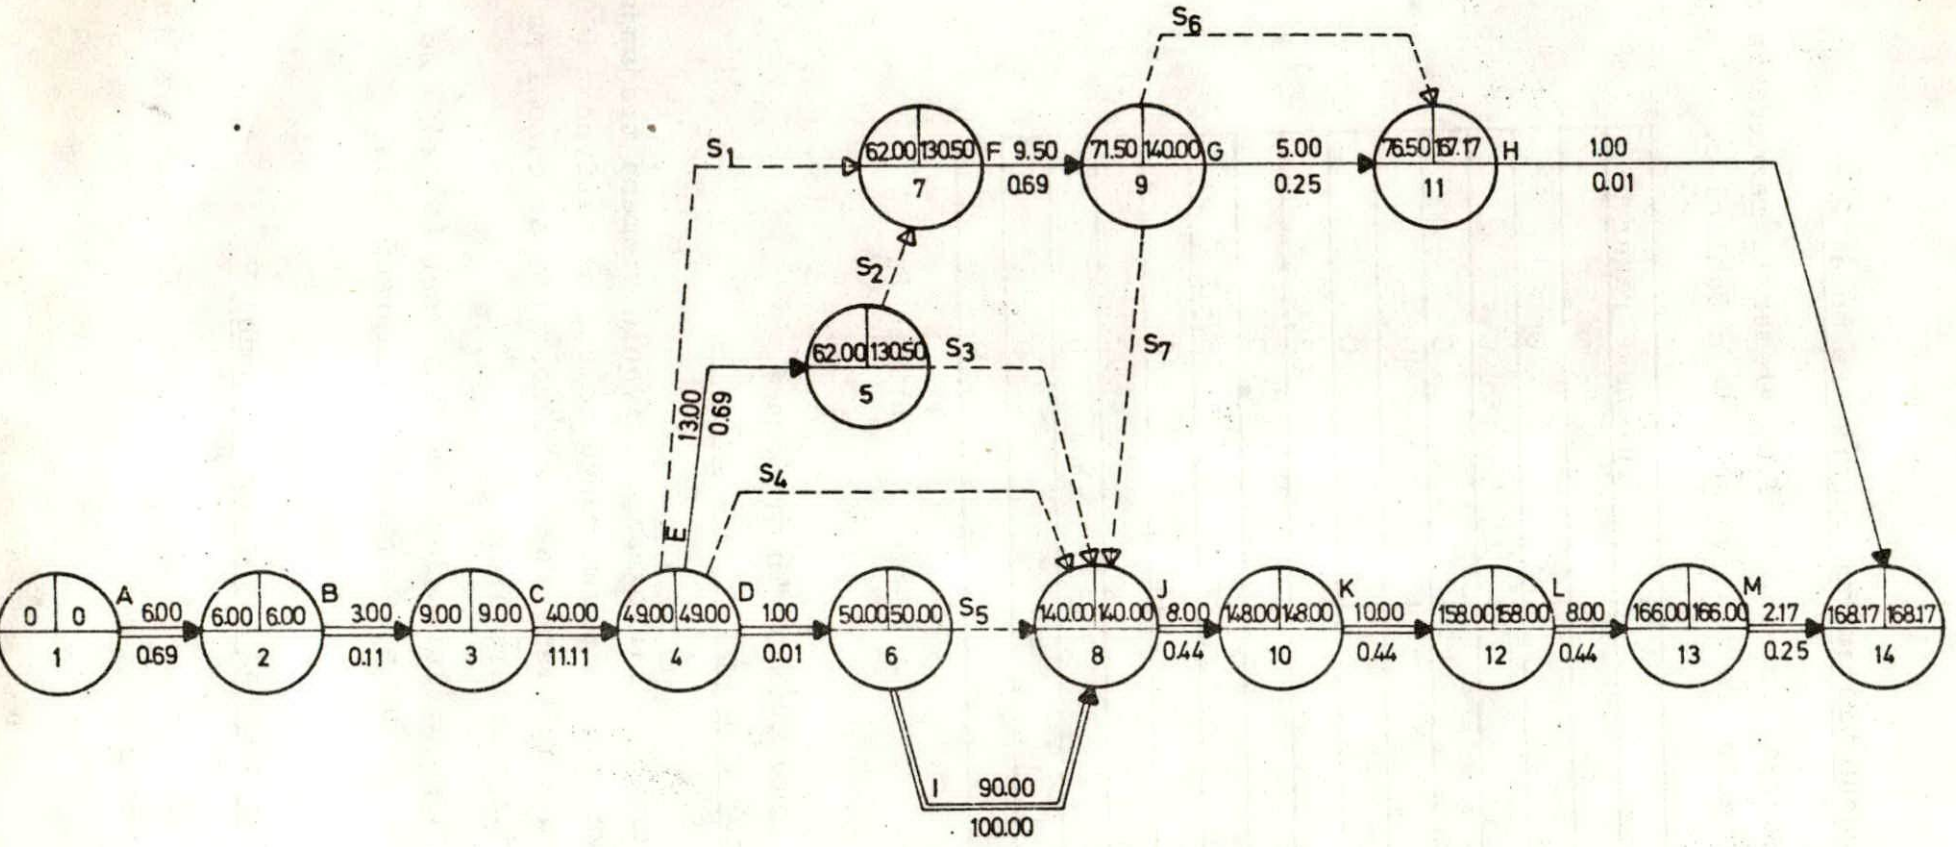 S6
S1
62.00 130.50 F 9.50
7 0.69
71.50 140.00 G 5.00
9 0.25
76.50 167.17 H 1.00
11 0.01
S2
62.00 130.50 S3
5
S7
13.00
0.69
S4
E
0 0 A 6.00
1 0.69
6.00 6.00 B 3.00
2 0.11
9.00 9.00 C 40.00
3 11.11
49.00 49.00 D 1.00
4 0.01
50.00 50.00 S5
6
140.00 140.00 J 8.00
8 0.44
148.00 148.00 K 10.00
10 0.44
158.00 158.00 L 8.00
12 0.44
166.00 166.00 M 2.17
13 0.25
168.17 168.17
14
I 90.00
100.00